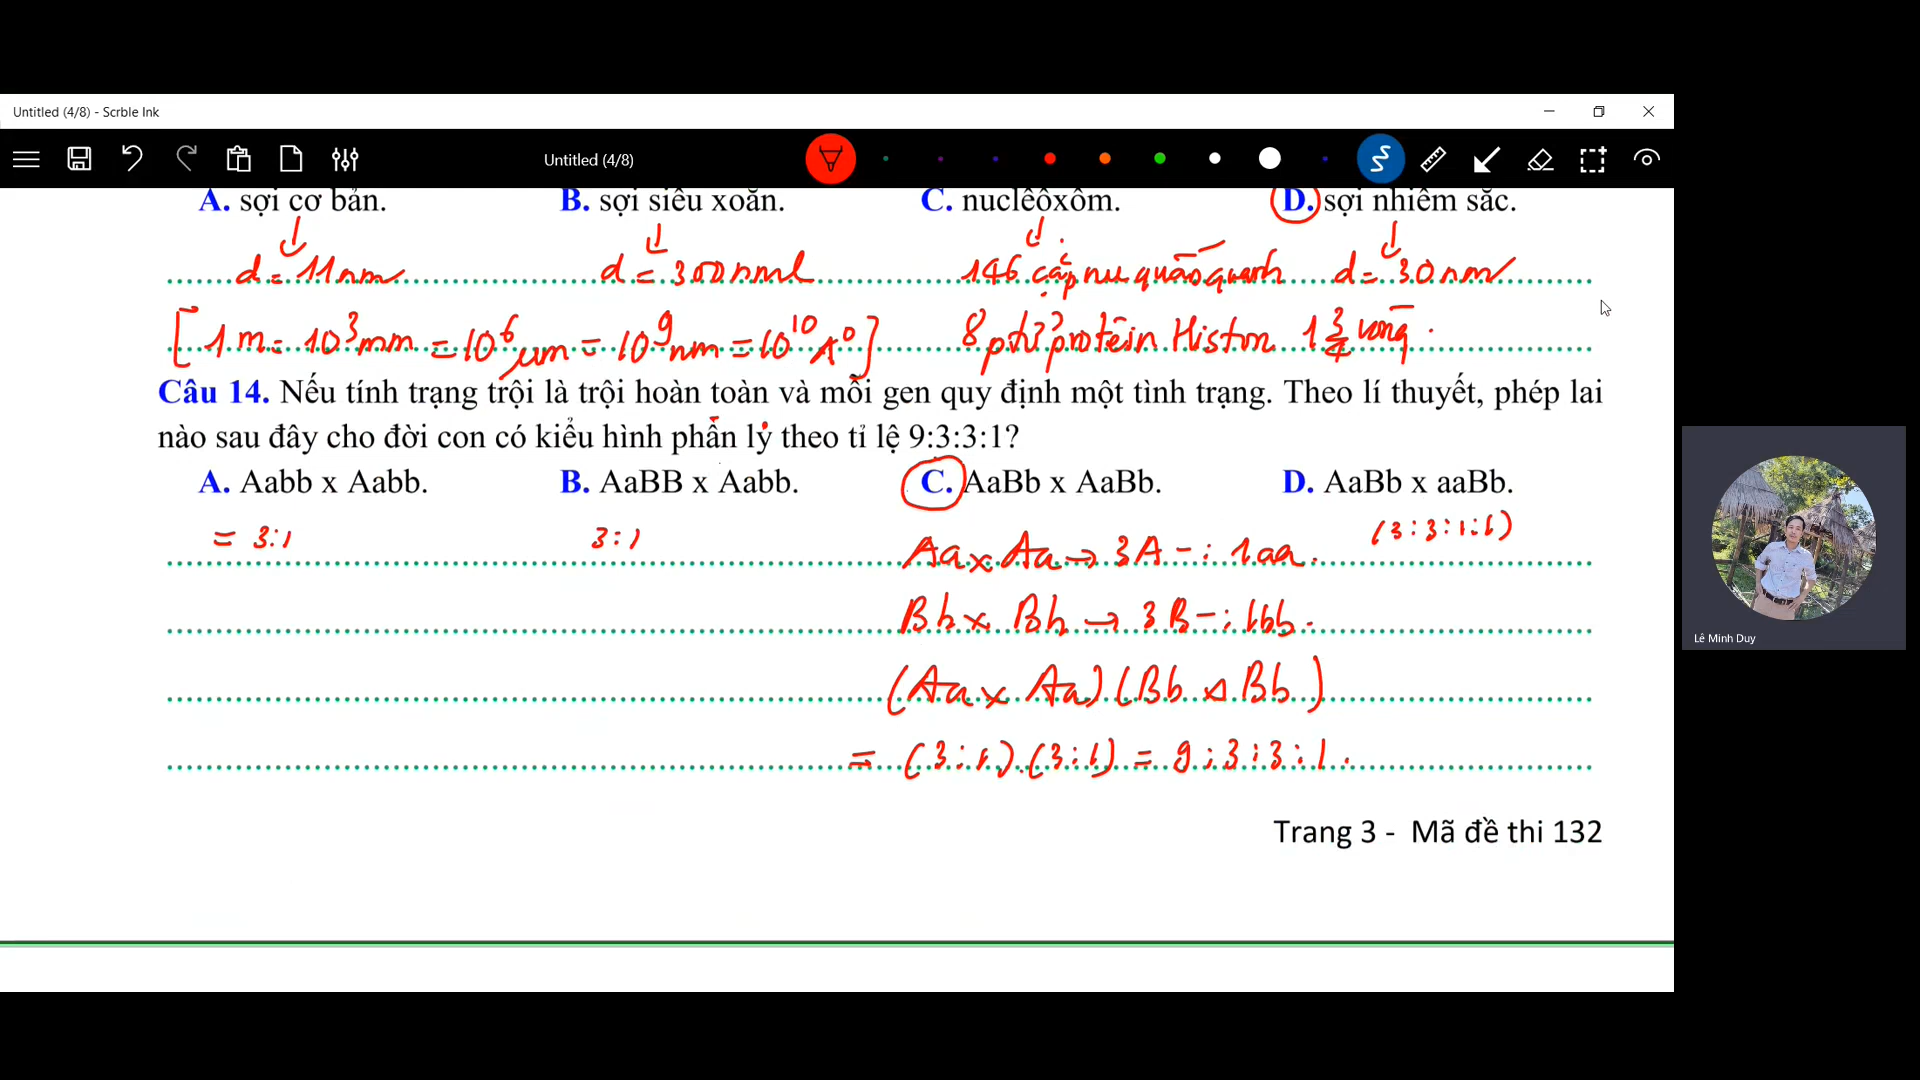 Untitled (4/8) - Scrble Ink
Untitled (4/8)
A. sợi cơ bản. B. sợi siêu xoắn. C. nuclêôxôm. D. sợi nhiễm sắc.
d = 11nm d = 300nm 146 cặp nu quấn quanh d = 30nm
[1m = 10³mm = 10⁶µm = 10⁹nm = 10¹⁰A⁰] 8 ptử protêin Histon 1 3/4 vòng.
Câu 14. Nếu tính trạng trội là trội hoàn toàn và mỗi gen quy định một tình trạng. Theo lí thuyết, phép lai
nào sau đây cho đời con có kiểu hình phân ly theo tỉ lệ 9:3:3:1?
A. Aabb x Aabb. B. AaBB x Aabb. C. AaBb x AaBb. D. AaBb x aaBb.
= 3:1 3:1 Aa x Aa → 3A- : 1aa. (3:3:1:1)
Bb x Bb → 3B- : 1bb.
(Aa x Aa)(Bb x Bb)
= (3:1).(3:1) = 9:3:3:1.
Trang 3 - Mã đề thi 132
Lê Minh Duy